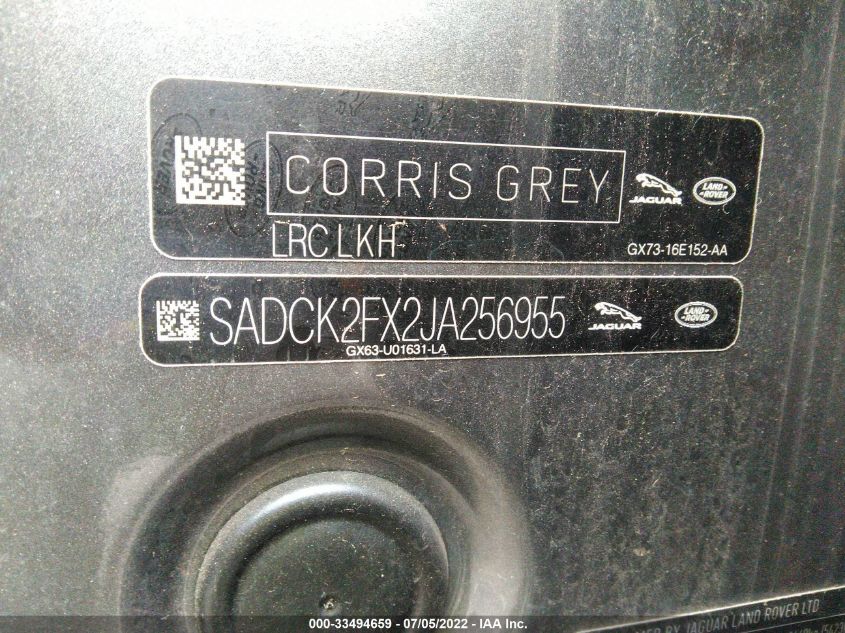 CORRIS GREY
JAGUAR
LAND ROVER
LRC LKH
GX73-16E152-AA
SADCK2FX2JA256955
JAGUAR
LAND ROVER
GX63-U01631-LA
BY JAGUAR LAND ROVER LTD
000-33494659 - 07/05/2022 - IAA Inc.